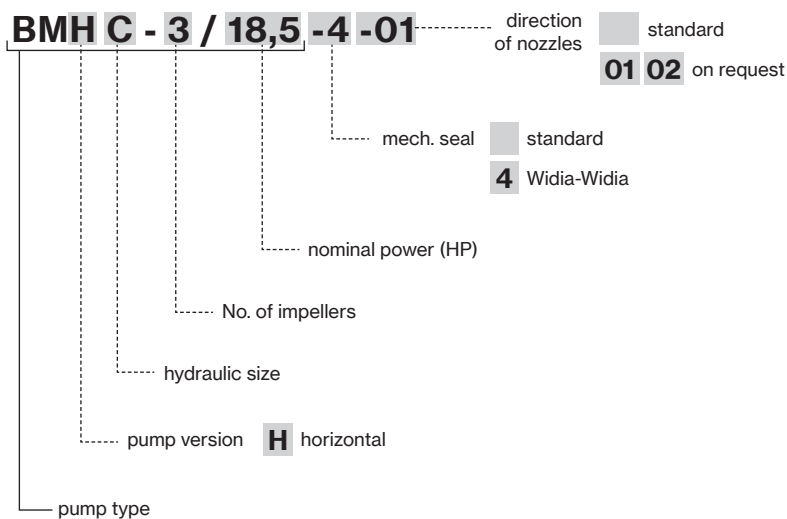 BMH C - 3 / 18,5 -4 -01
direction of nozzles
standard
01 02 on request
mech. seal
standard
4 Widia-Widia
nominal power (HP)
No. of impellers
hydraulic size
pump version H horizontal
pump type